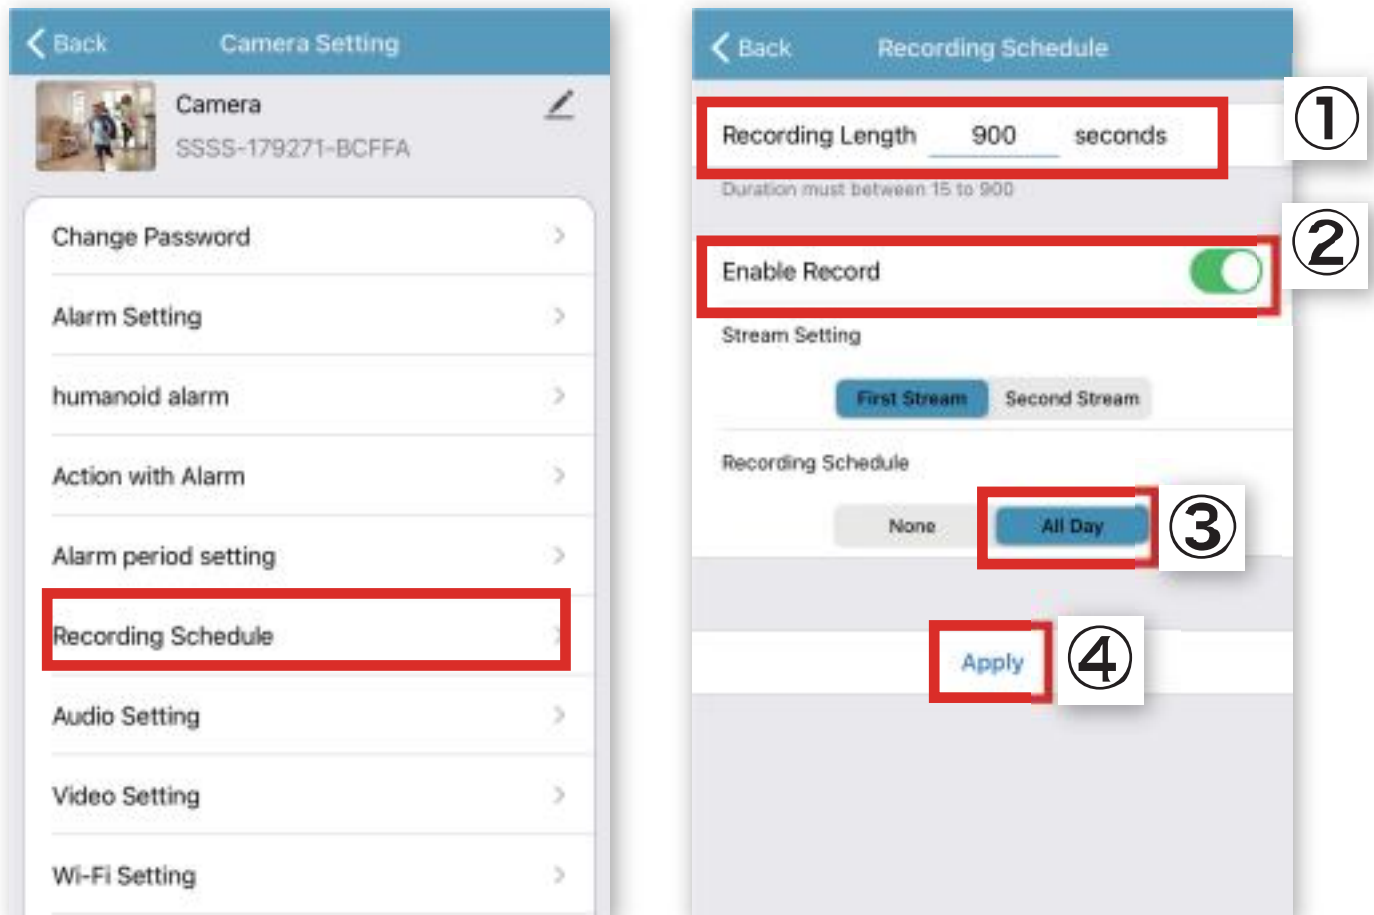 Back Camera Setting
Camera
SSSS-179271-BCFFA
Change Password
Alarm Setting
humanoid alarm
Action with Alarm
Alarm period setting
Recording Schedule
Audio Setting
Video Setting
Wi-Fi Setting
Back Recording Schedule
Recording Length 900 seconds
①
Duration must between 15 to 900
②
Enable Record
Stream Setting
First Stream Second Stream
Recording Schedule
None All Day
③
Apply
④